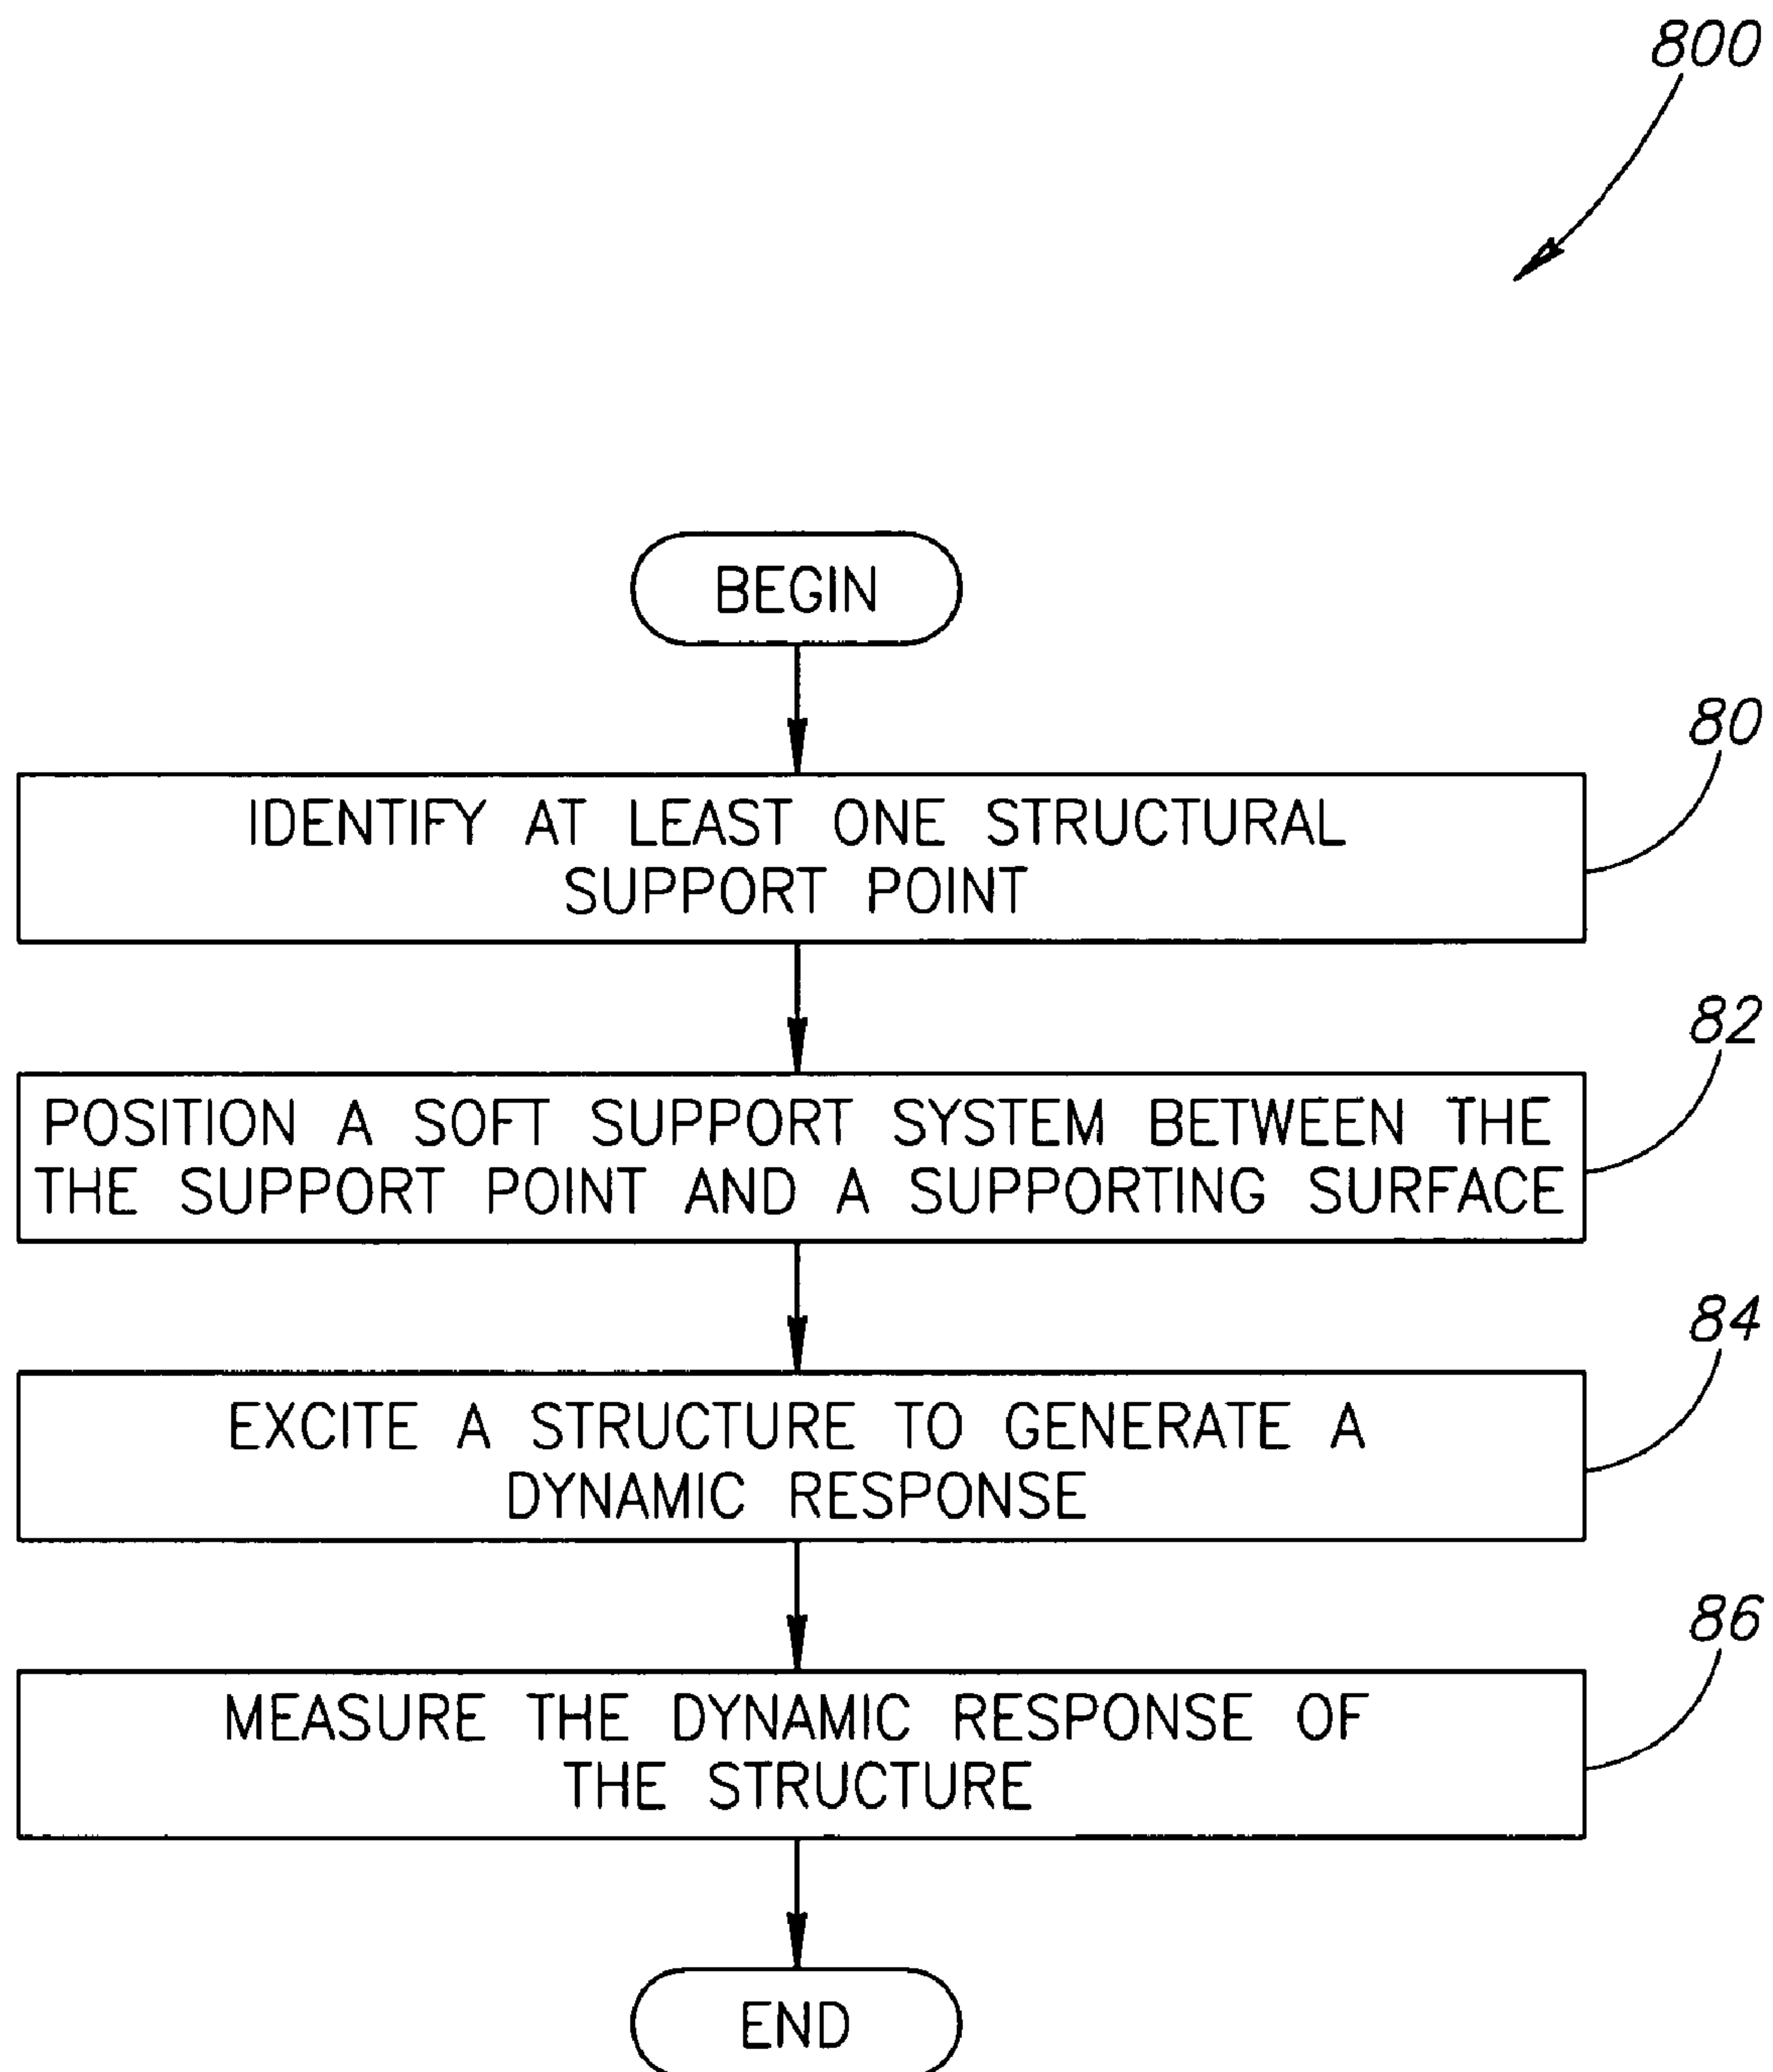 800
BEGIN
80
IDENTIFY AT LEAST ONE STRUCTURAL
SUPPORT POINT
82
POSITION A SOFT SUPPORT SYSTEM BETWEEN THE
THE SUPPORT POINT AND A SUPPORTING SURFACE
84
EXCITE A STRUCTURE TO GENERATE A
DYNAMIC RESPONSE
86
MEASURE THE DYNAMIC RESPONSE OF
THE STRUCTURE
END